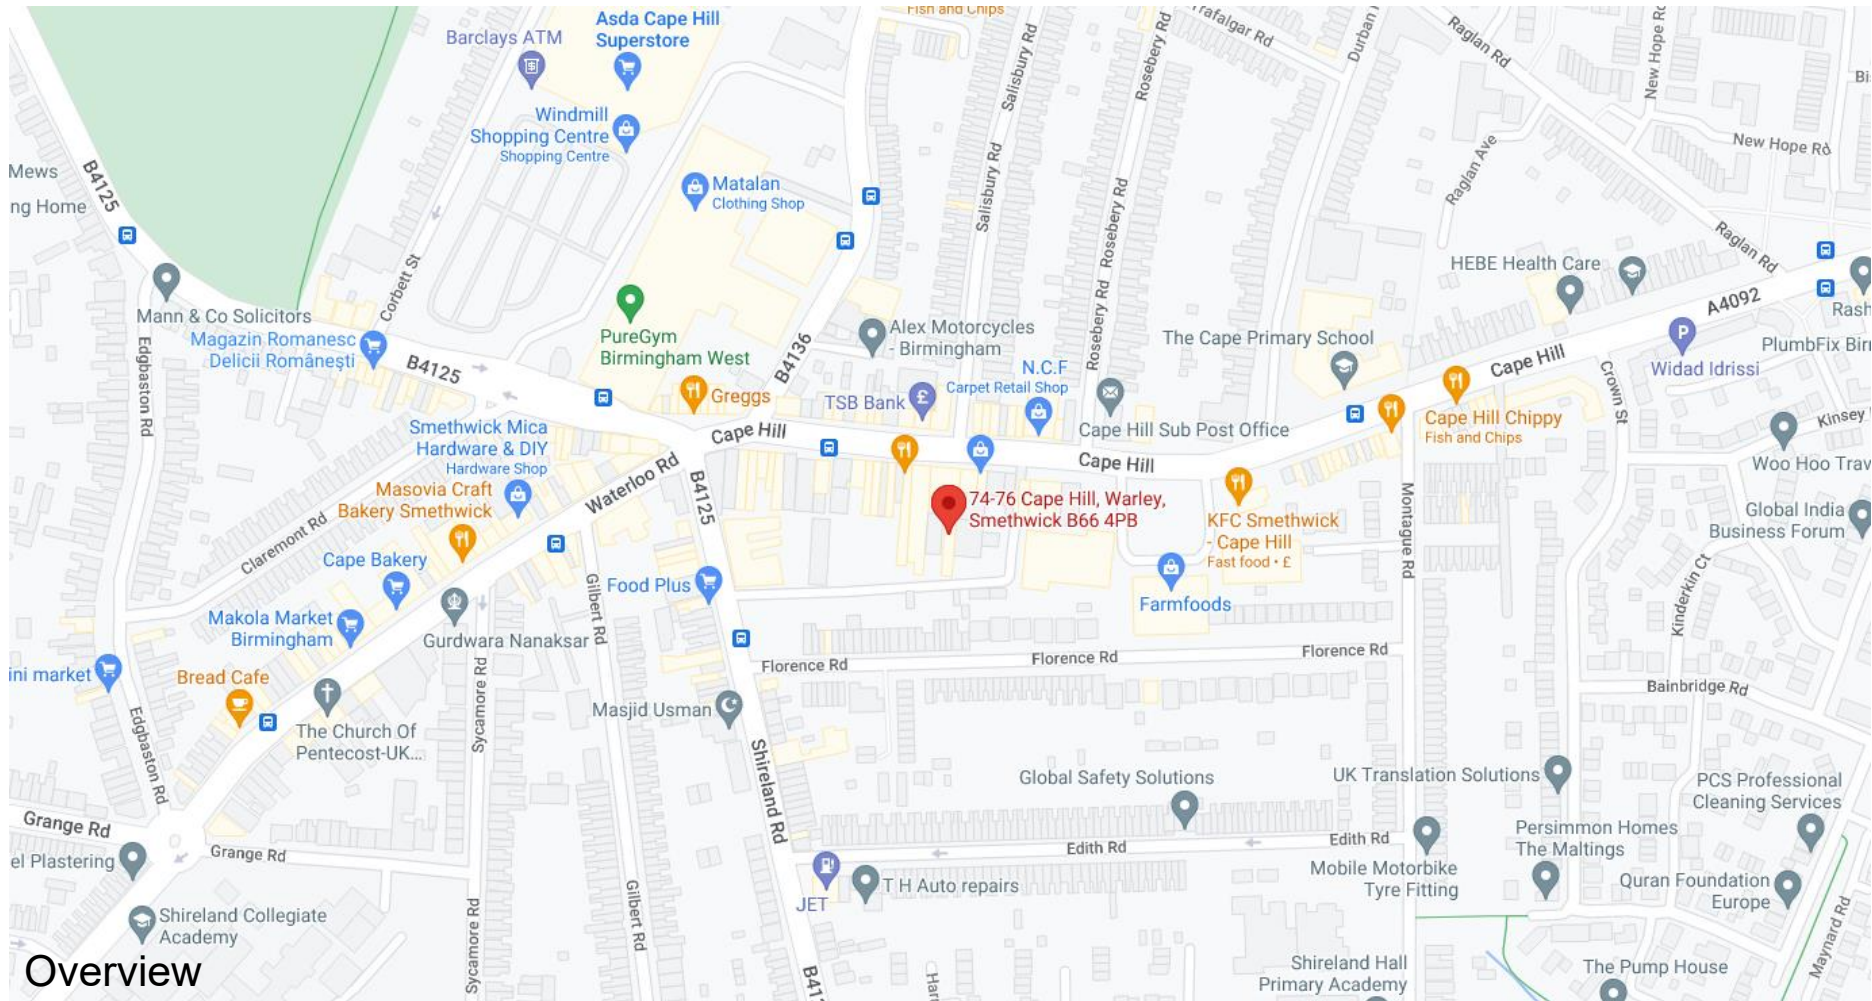 Fish and Chips
Asda Cape Hill
Superstore
Barclays ATM
Trafalgar Rd
Durban
Raglan Rd
New Hope Rd
Salisbury Rd
Rosebery Rd
Windmill
Shopping Centre
Shopping Centre
New Hope Rd
Raglan Ave
Mews
ng Home
B4125
Matalan
Clothing Shop
Salisbury Rd
Rosebery Rd
Rosebery Rd
Raglan Rd
HEBE Health Care
Corbett St
Mann & Co Solicitors
A4092
Rash
Magazin Romanesc
Delicii Românești
PureGym
Birmingham West
B4136
Alex Motorcycles
- Birmingham
The Cape Primary School
PlumbFix Birr
Edgbaston Rd
B4125
N.C.F
Carpet Retail Shop
Rosebery Rd
Cape Hill
Widad Idrissi
Greggs
TSB Bank
Crown St
Smethwick Mica
Hardware & DIY
Hardware Shop
Cape Hill
Cape Hill Sub Post Office
Cape Hill Chippy
Fish and Chips
Kinsey
Cape Hill
Woo Hoo Trav
Waterloo Rd
B4125
Masovia Craft
Bakery Smethwick
74-76 Cape Hill, Warley,
Smethwick B66 4PB
KFC Smethwick
- Cape Hill
Fast food • £
Montague Rd
Global India
Business Forum
Claremont Rd
Cape Bakery
Food Plus
Gilbert Rd
Farmfoods
Kinderkin Ct
Makola Market
Birmingham
Gurdwara Nanaksar
Florence Rd
Florence Rd
Florence Rd
ini market
Bread Cafe
Bainbridge Rd
Sycamore Rd
Masjid Usman
The Church Of
Pentecost-UK...
Edgbaston Rd
Shireland Rd
Global Safety Solutions
UK Translation Solutions
PCS Professional
Cleaning Services
Grange Rd
Grange Rd
Edith Rd
Edith Rd
Persimmon Homes
The Maltings
el Plastering
Mobile Motorbike
Tyre Fitting
Quran Foundation
Europe
T H Auto repairs
JET
Gilbert Rd
Sycamore Rd
Shireland Collegiate
Academy
Maynard Rd
Overview
Shireland Hall
Primary Academy
The Pump House